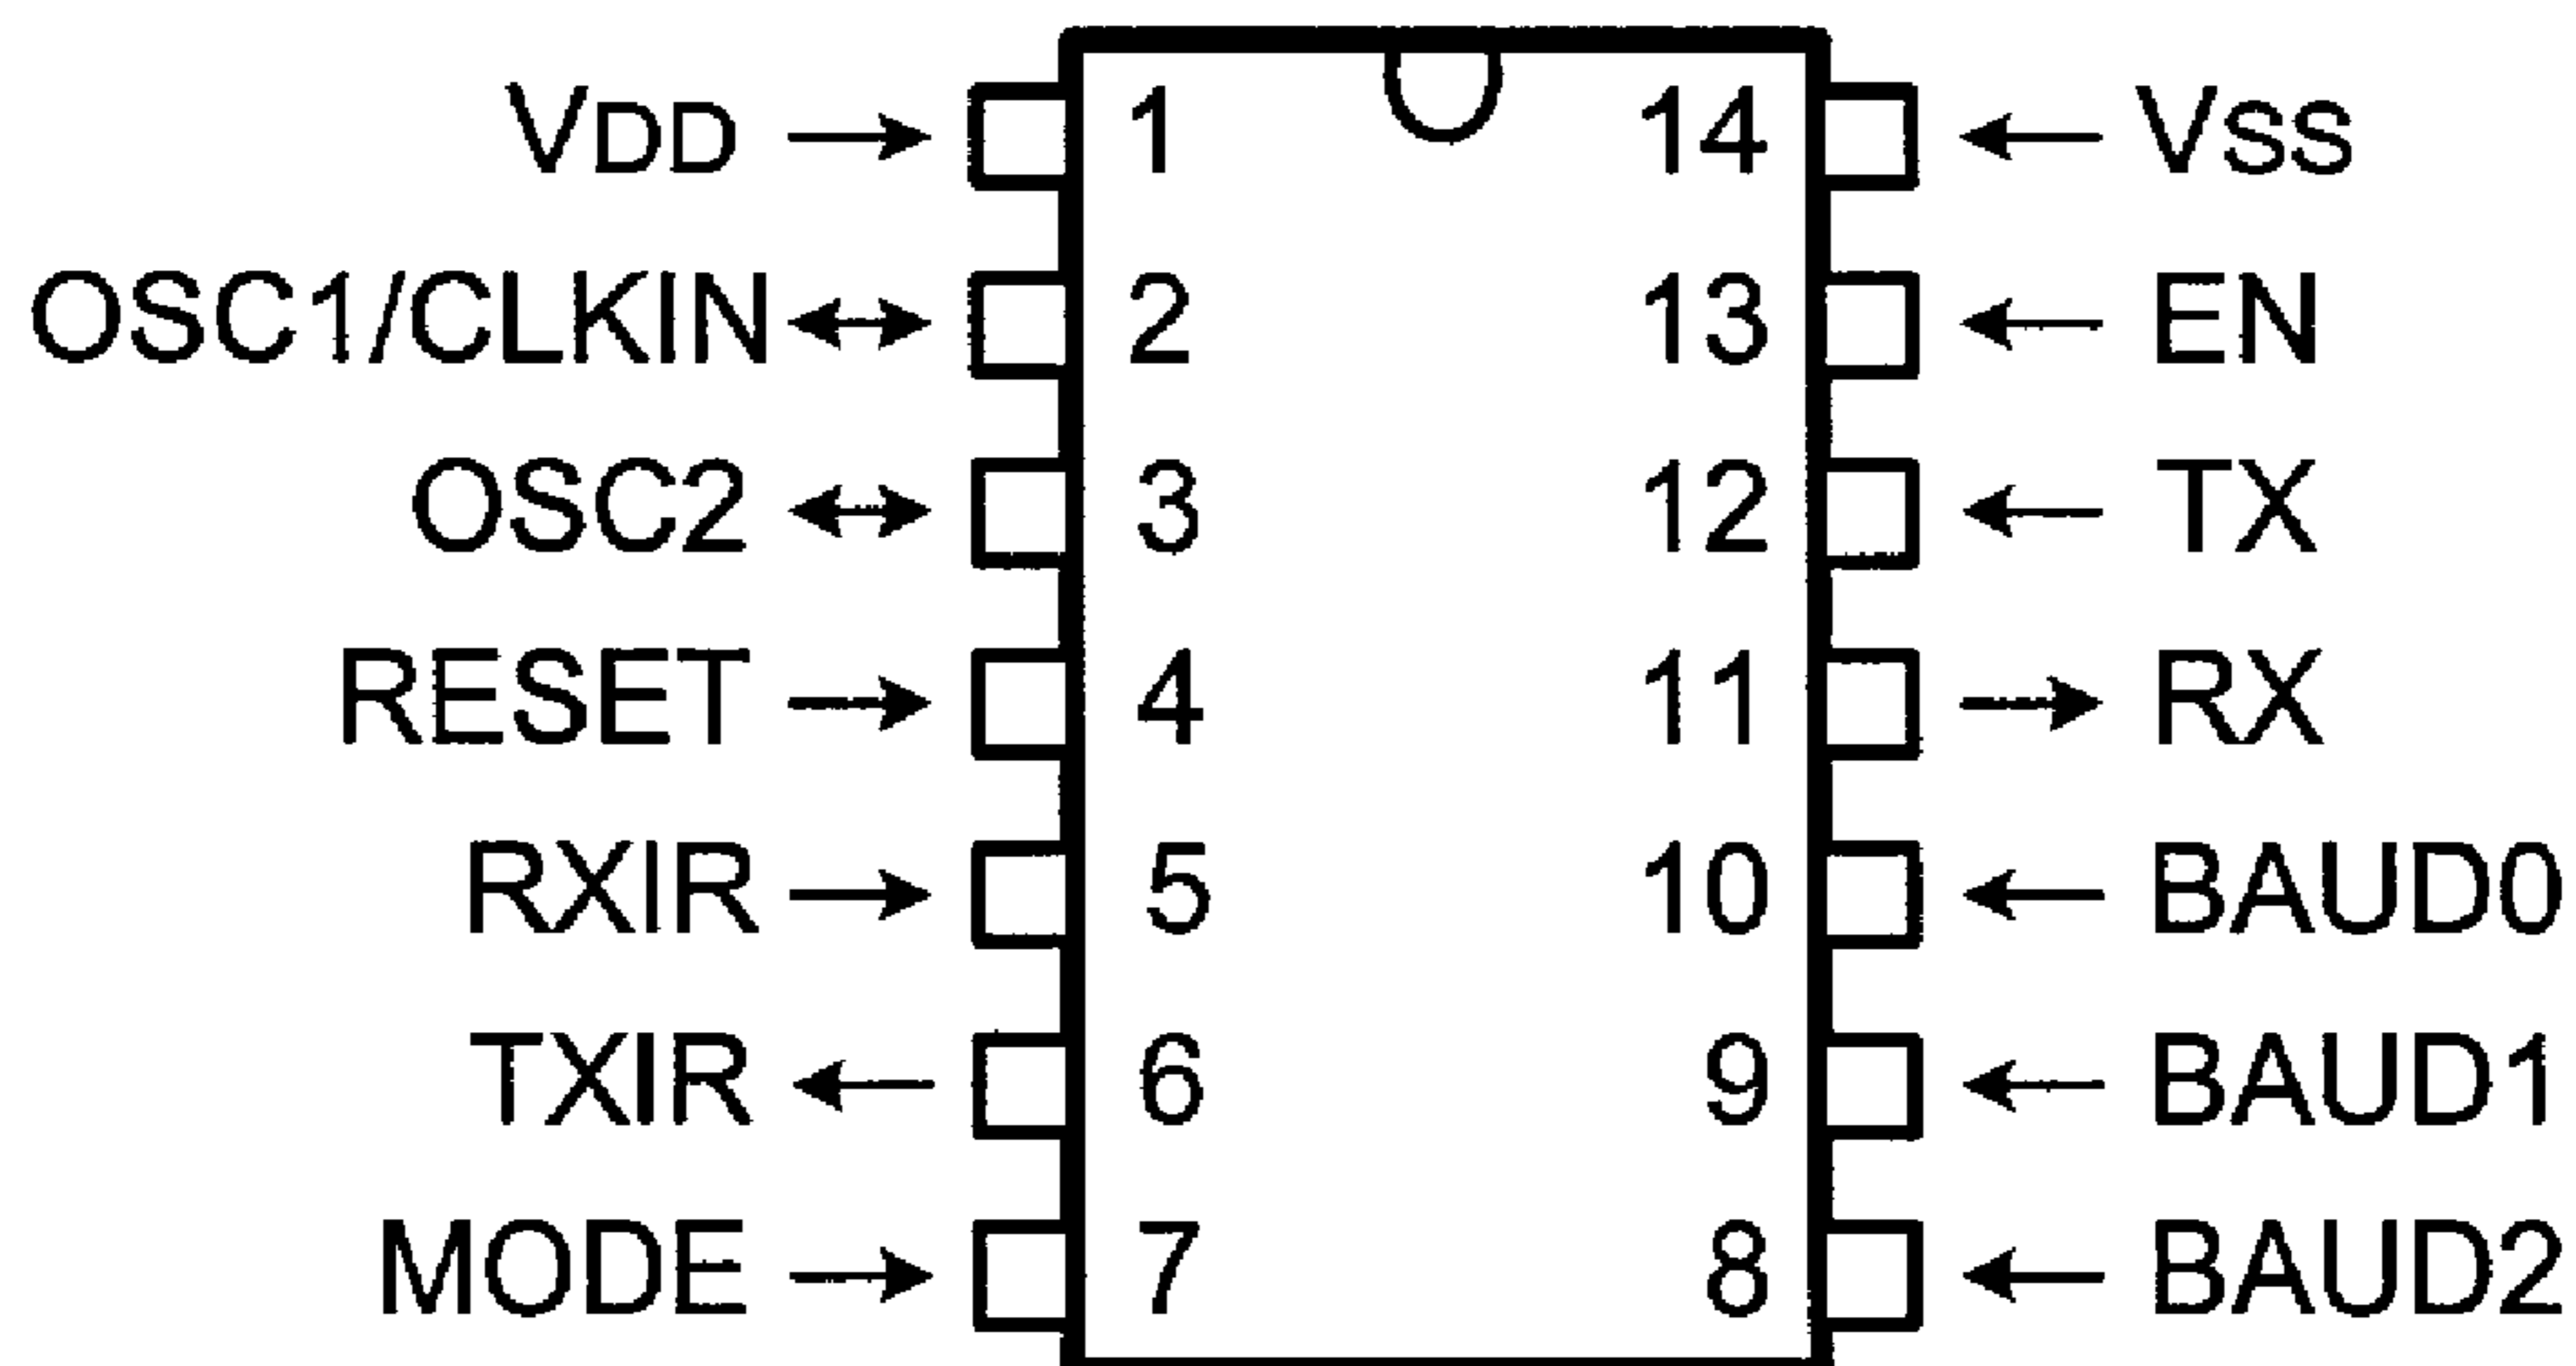 VDD 1 14 VSS
OSC1/CLKIN 2 13 EN
OSC2 3 12 TX
RESET 4 11 RX
RXIR 5 10 BAUD0
TXIR 6 9 BAUD1
MODE 7 8 BAUD2